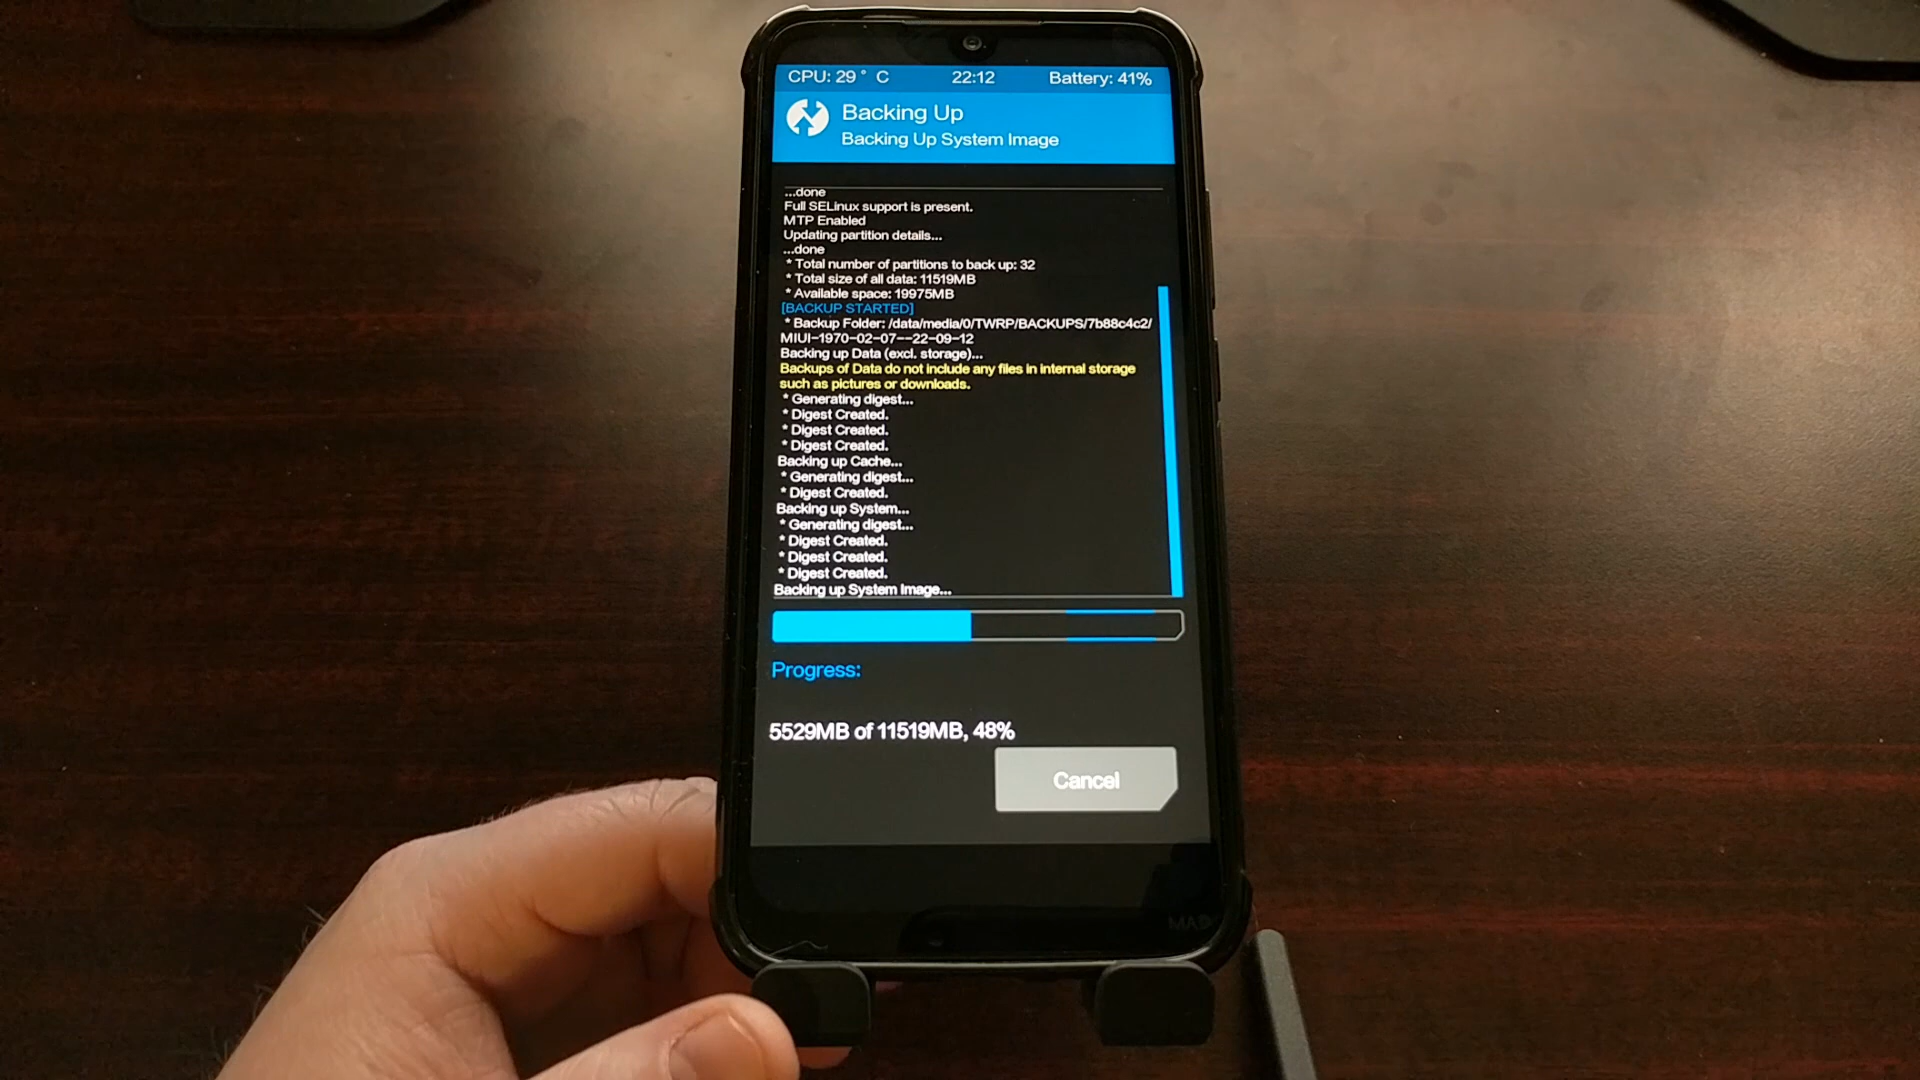 CPU: 29° C 22:12 Battery: 41%
Backing Up
Backing Up System Image
...done
Full SELinux support is present.
MTP Enabled
Updating partition details...
...done
* Total number of partitions to back up: 32
* Total size of all data: 11519MB
* Available space: 19975MB
[BACKUP STARTED]
* Backup Folder: /data/media/0/TWRP/BACKUPS/7b88c4c2/
MIUI-1970-02-07--22-09-12
Backing up Data (excl. storage)...
Backups of Data do not include any files in internal storage
such as pictures or downloads.
* Generating digest...
* Digest Created.
* Digest Created.
* Digest Created.
Backing up Cache...
* Generating digest...
* Digest Created.
Backing up System...
* Generating digest...
* Digest Created.
* Digest Created.
* Digest Created.
Backing up System Image...
Progress:
5529MB of 11519MB, 48%
Cancel